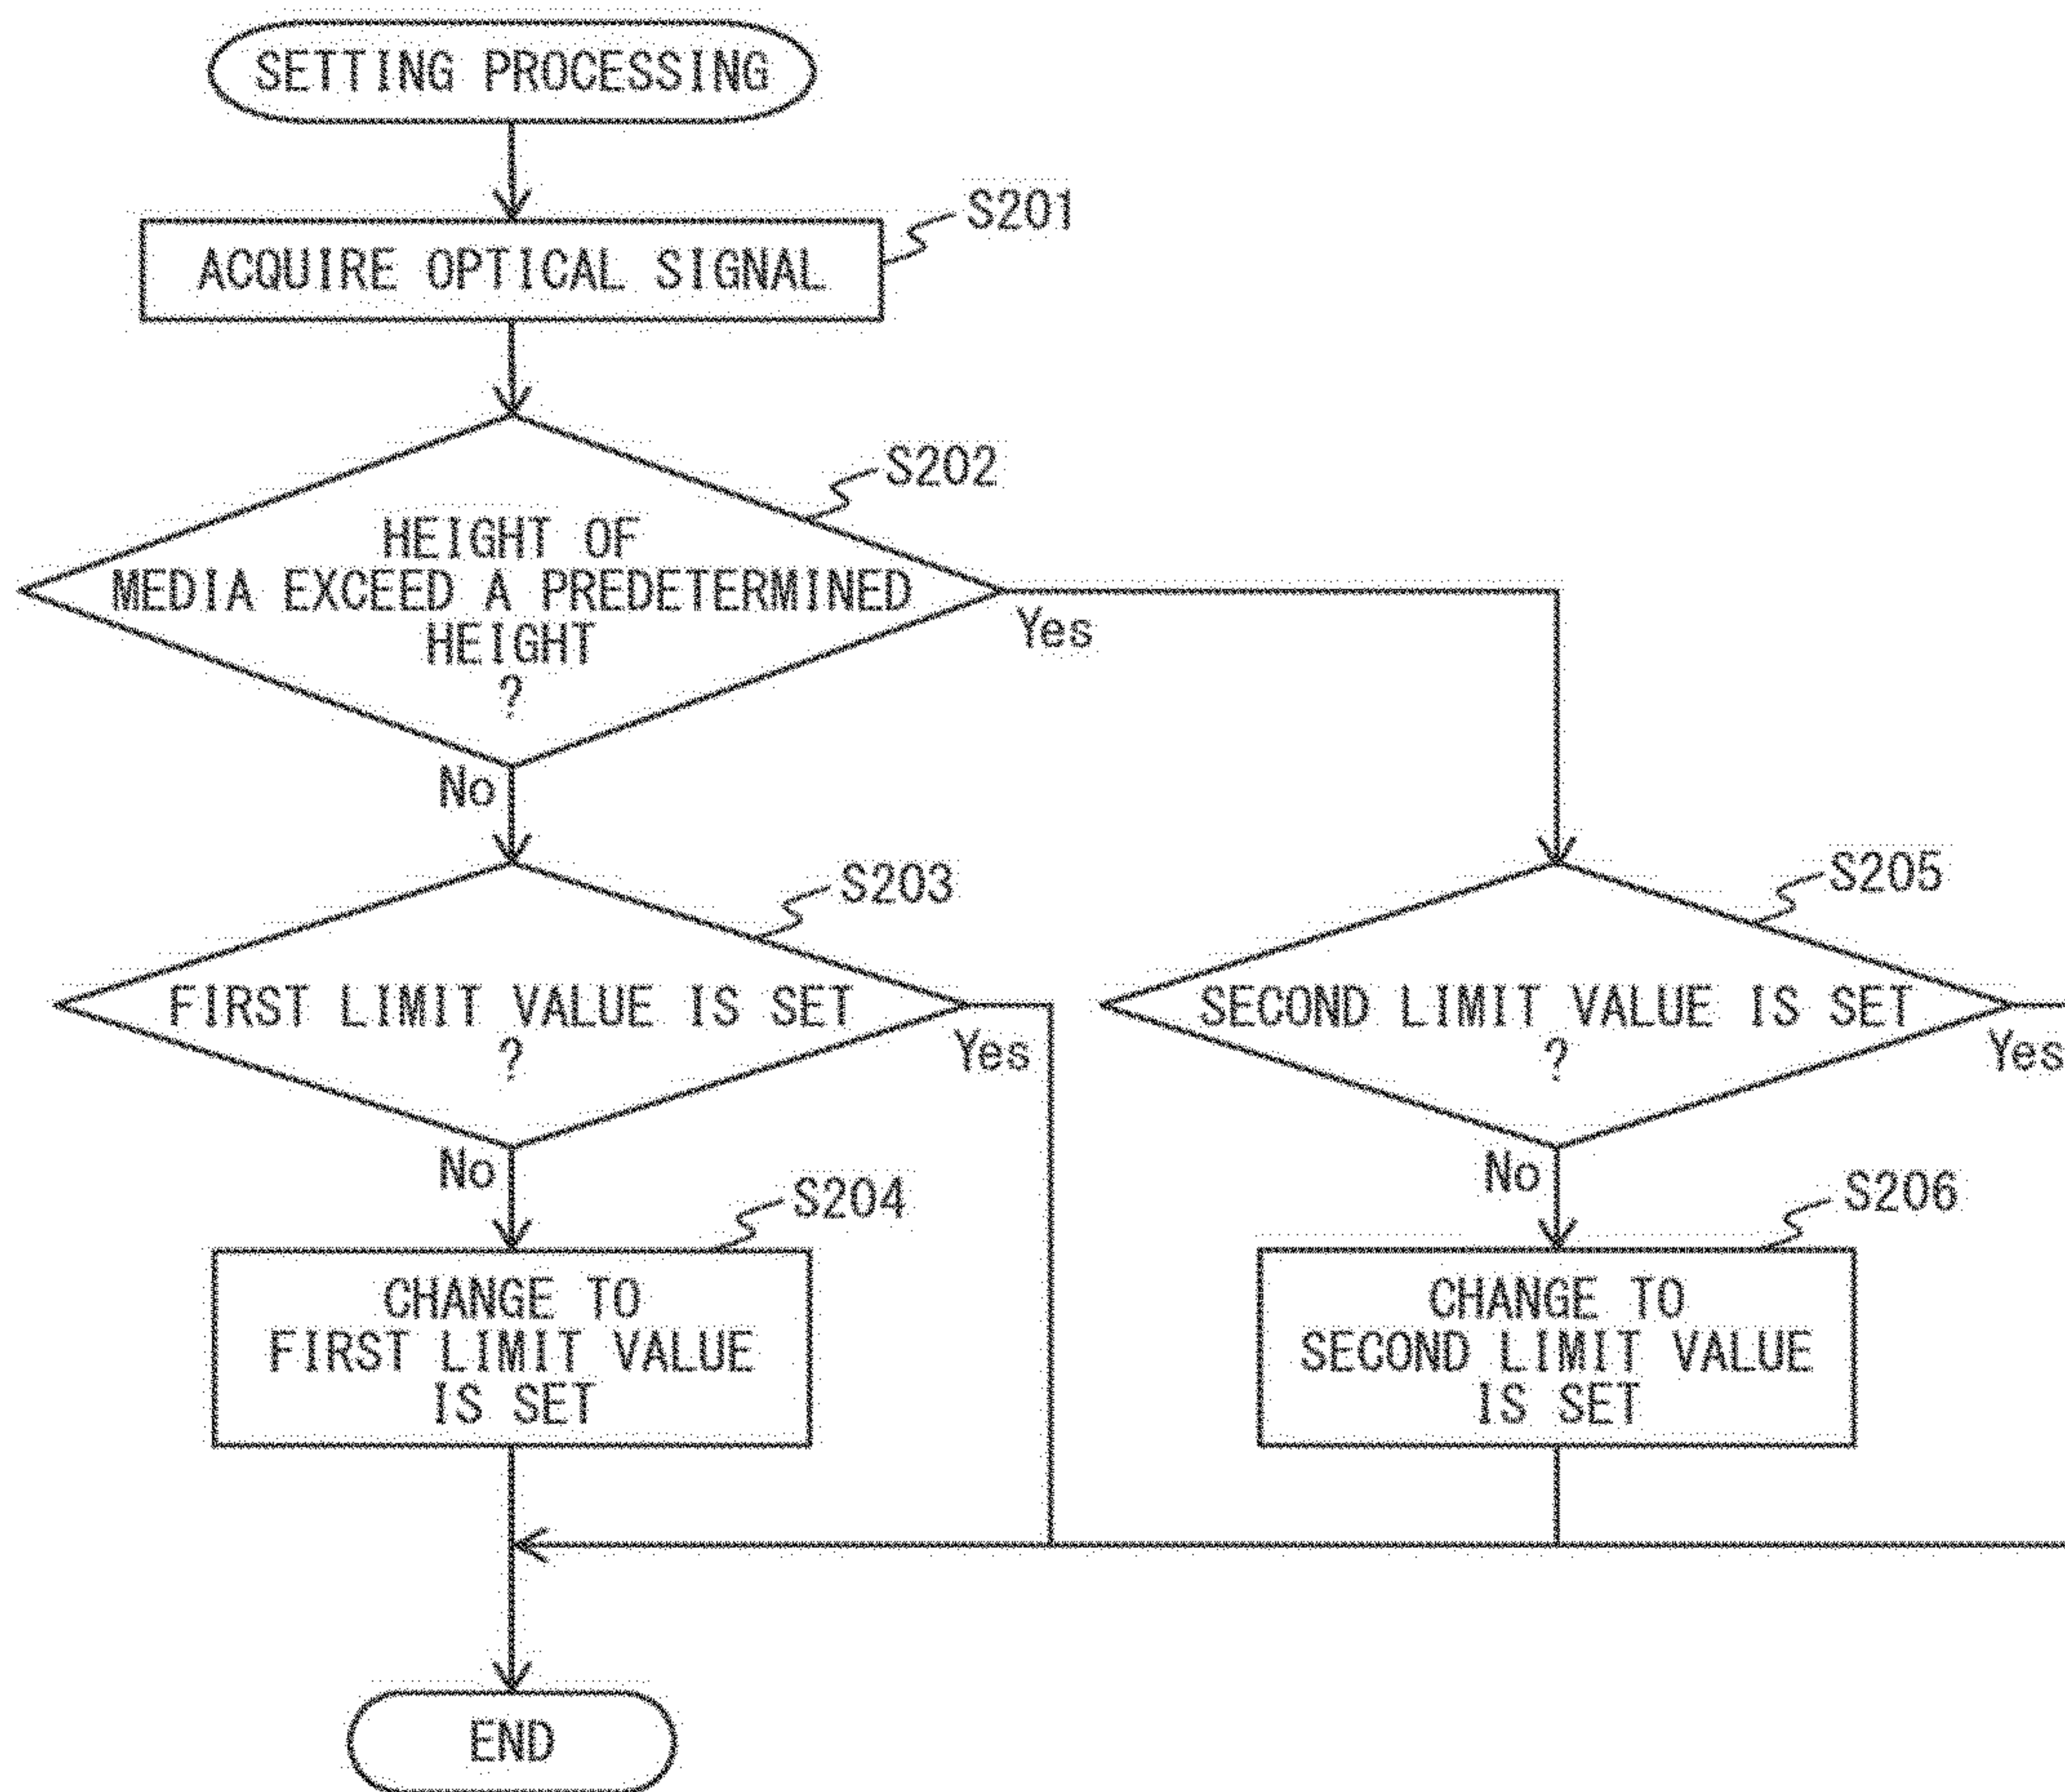 SETTING PROCESSING
S201
ACQUIRE OPTICAL SIGNAL
S202
HEIGHT OF
MEDIA EXCEED A PREDETERMINED
HEIGHT
?
Yes
No
S203
FIRST LIMIT VALUE IS SET
?
Yes
No
S205
SECOND LIMIT VALUE IS SET
?
Yes
No
S204
CHANGE TO
FIRST LIMIT VALUE
IS SET
S206
CHANGE TO
SECOND LIMIT VALUE
IS SET
END